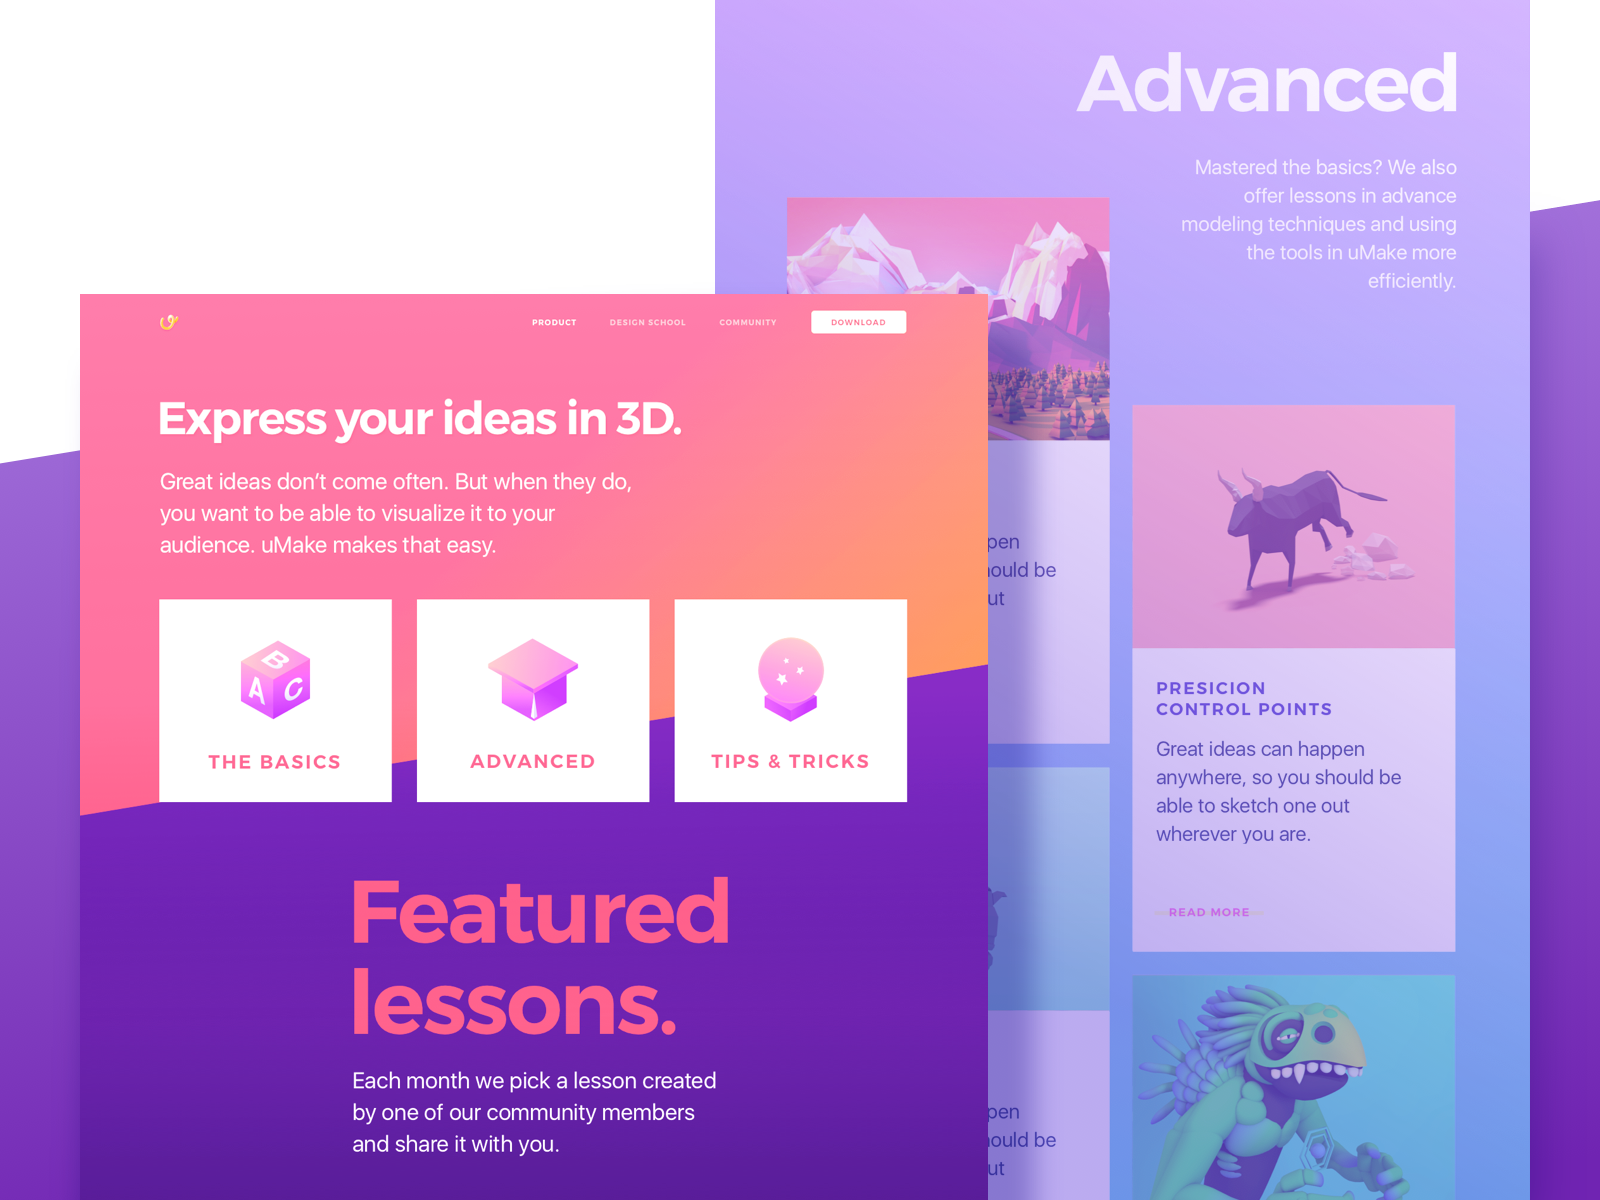 Advanced
Mastered the basics? We also
offer lessons in advance
modeling techniques and using
the tools in uMake more
efficiently.
PRODUCT
DESIGN SCHOOL
COMMUNITY
DOWNLOAD
Express your ideas in 3D.
Great ideas don’t come often. But when they do,
you want to be able to visualize it to your
audience. uMake makes that easy.
B
A C
THE BASICS
ADVANCED
TIPS & TRICKS
Featured
lessons.
Each month we pick a lesson created
by one of our community members
and share it with you.
pen
ould be
ut
PRESICION
CONTROL POINTS
Great ideas can happen
anywhere, so you should be
able to sketch one out
wherever you are.
READ MORE
pen
ould be
ut